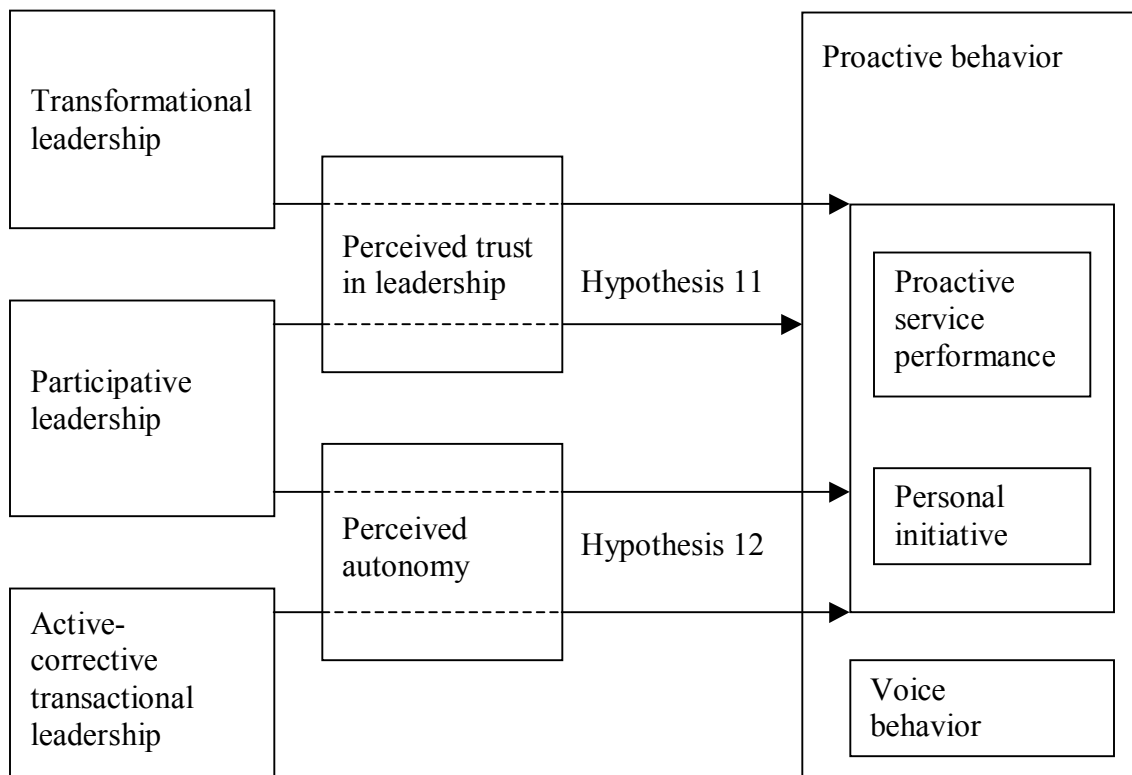 Transformational
leadership
Participative
leadership
Active-
corrective
transactional
leadership
Perceived trust
in leadership
Perceived
autonomy
Hypothesis 11
Hypothesis 12
Proactive behavior
Proactive
service
performance
Personal
initiative
Voice
behavior